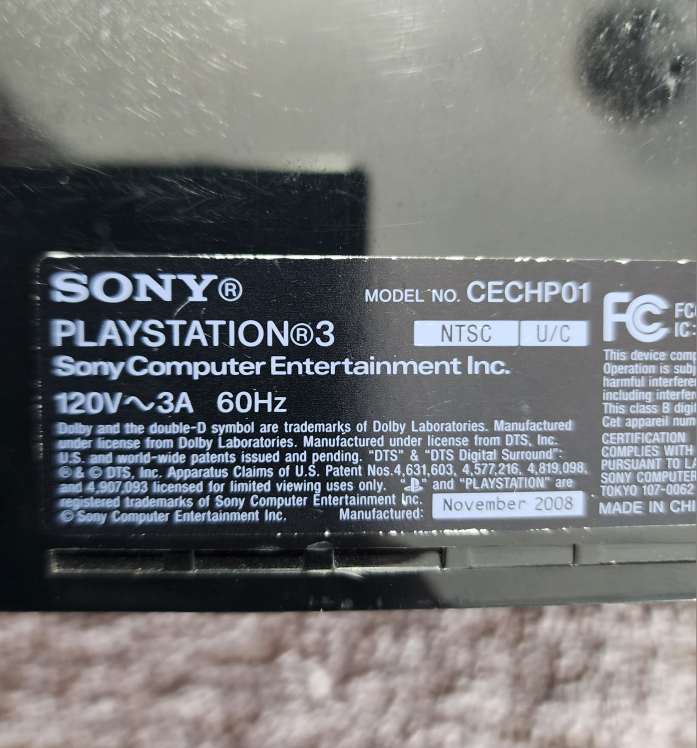 SONY®
MODEL NO. CECHP01
PLAYSTATION®3
NTSC U/C
Sony Computer Entertainment Inc.
120V～3A 60Hz
Dolby and the double-D symbol are trademarks of Dolby Laboratories. Manufactured
under license from Dolby Laboratories. Manufactured under license from DTS, Inc.
U.S. and world-wide patents issued and pending. “DTS” & “DTS Digital Surround”:
® & © DTS, Inc. Apparatus Claims of U.S. Patent Nos.4,631,603, 4,577,216, 4,819,098,
and 4,907,093 licensed for limited viewing uses only. “ ” and “PLAYSTATION” are
registered trademarks of Sony Computer Entertainment Inc.
© Sony Computer Entertainment Inc.
Manufactured: November 2008
FC
FC
IC
This device com
Operation is subj
harmful interfere
including interfer
This class B digi
Cet appareil num
CERTIFICATION
COMPLIES WITH
PURSUANT TO L
SONY COMPUTER
TOKYO 107-0062
MADE IN CHI